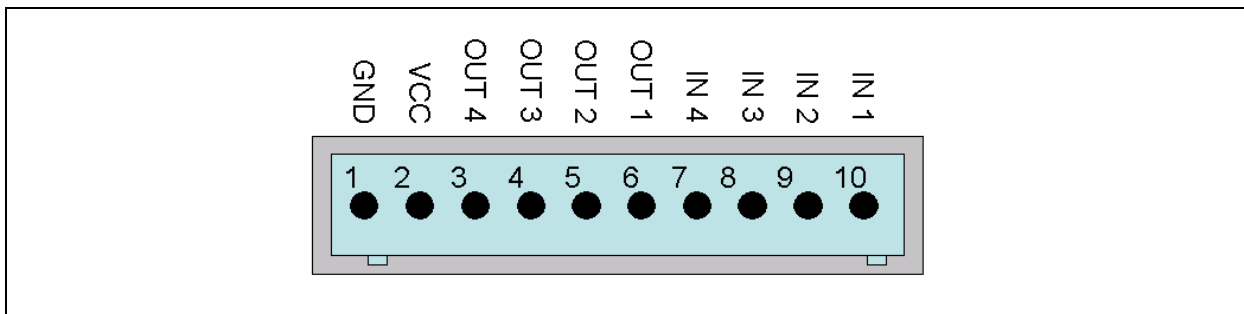 GND
VCC
OUT 4
OUT 3
OUT 2
OUT 1
IN 4
IN 3
IN 2
IN 1
1 2 3 4 5 6 7 8 9 10